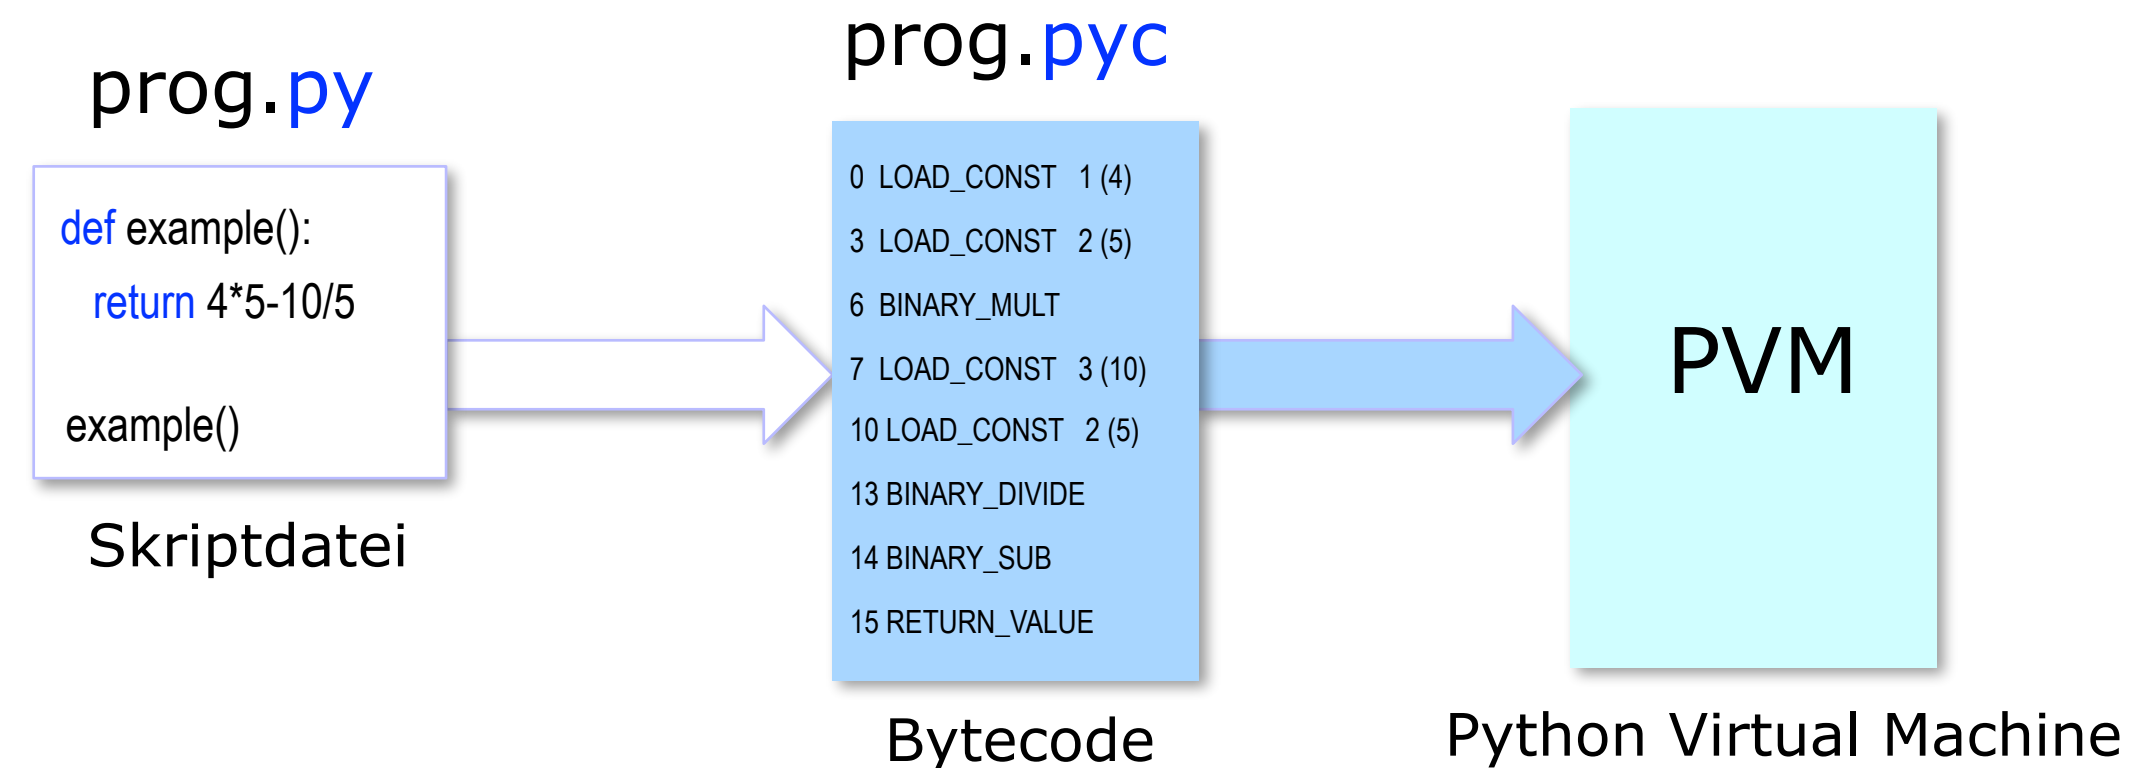 prog.py
def example():
return 4*5-10/5
example()
Skriptdatei
prog.pyc
0 LOAD_CONST 1 (4)
3 LOAD_CONST 2 (5)
6 BINARY_MULT
7 LOAD_CONST 3 (10)
10 LOAD_CONST 2 (5)
13 BINARY_DIVIDE
14 BINARY_SUB
15 RETURN_VALUE
Bytecode
PVM
Python Virtual Machine